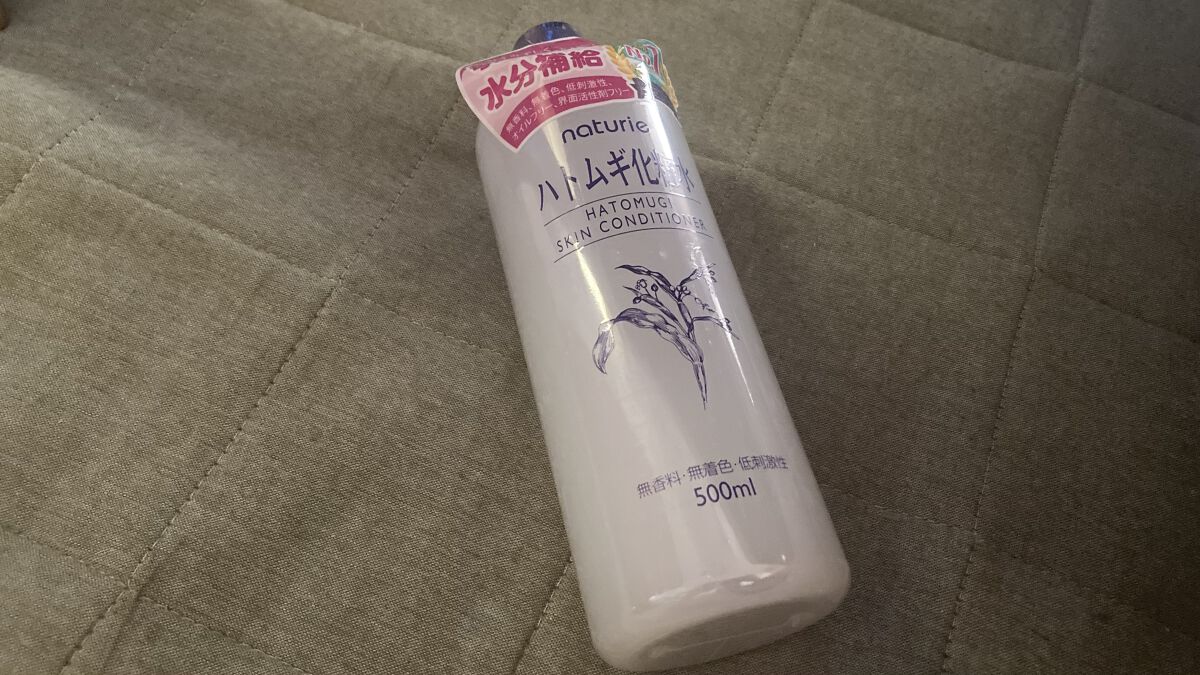 水分補給
無香料、無着色、低刺激性、
オイルフリー、界面活性剤フリー
No.1
naturie
ハトムギ化粧水
HATOMUGI
SKIN CONDITIONER
無香料・無着色・低刺激性
500ml